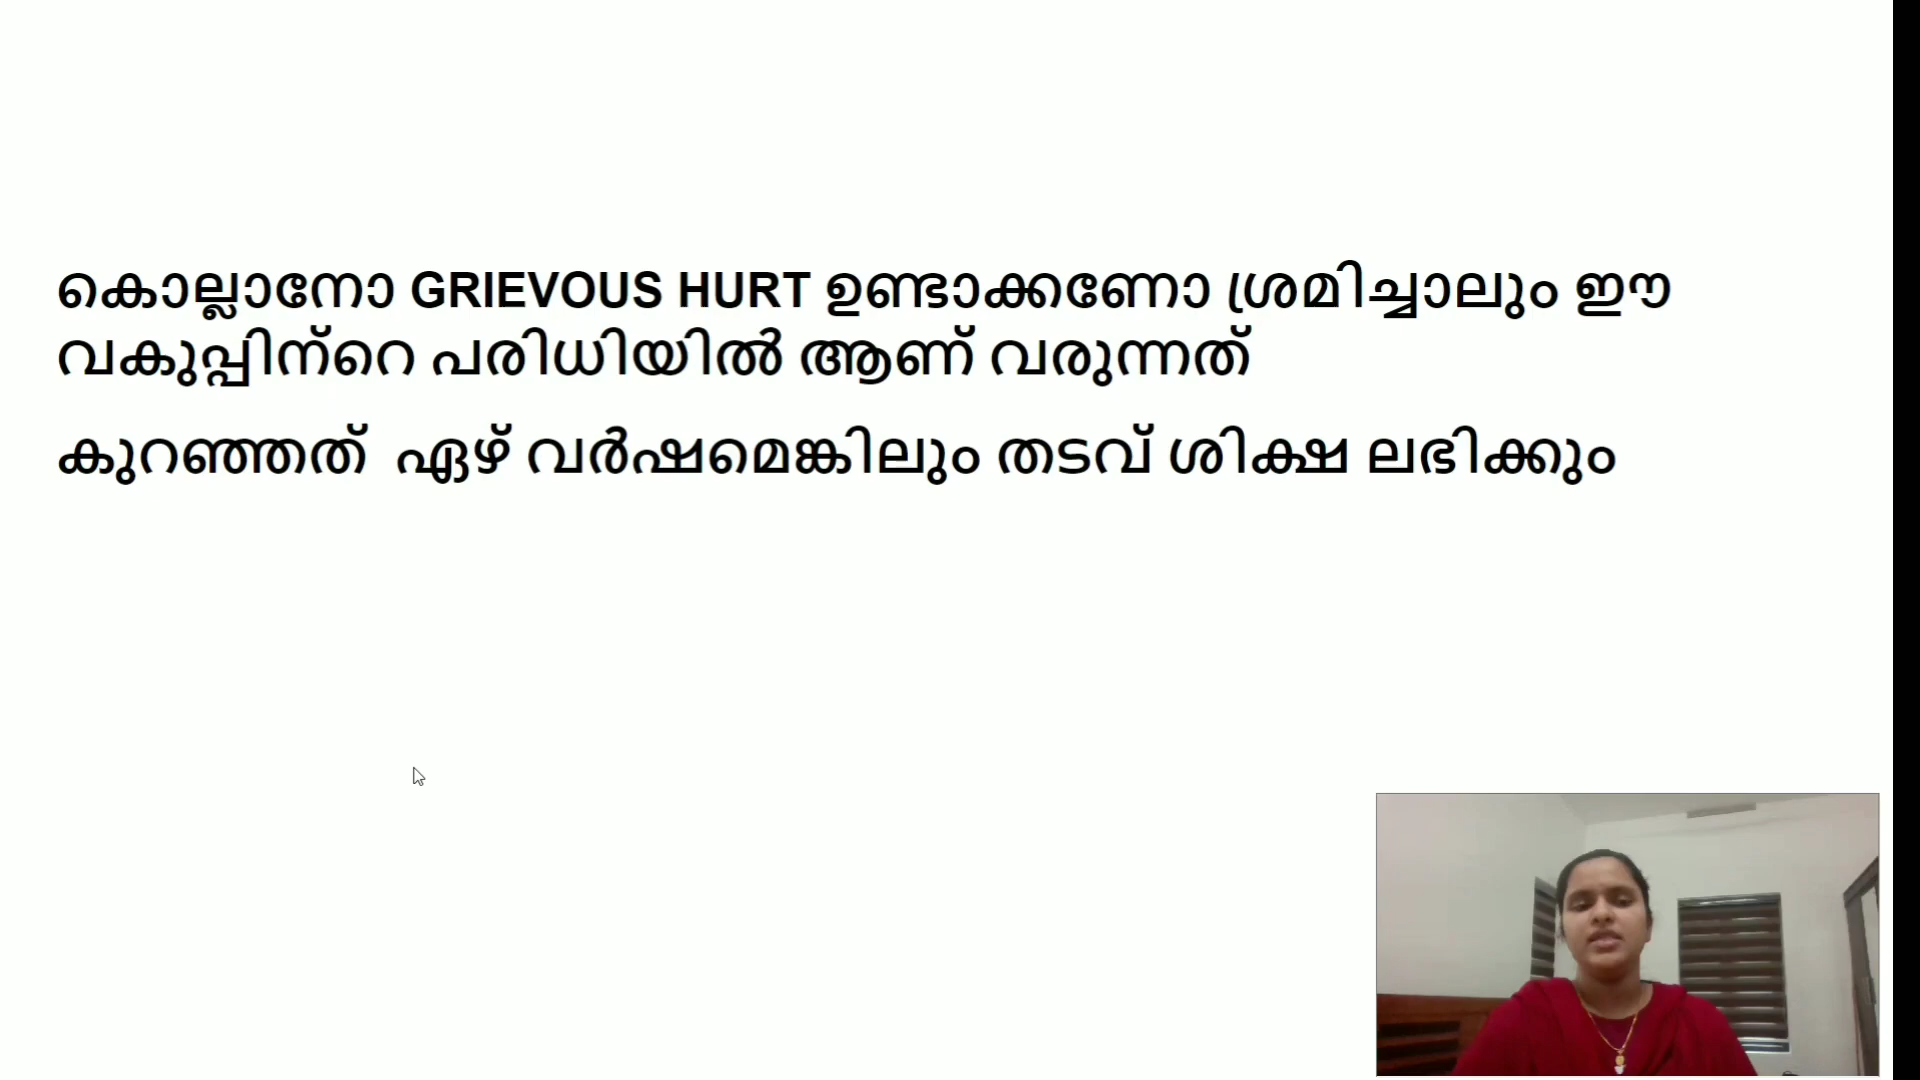 കൊല്ലാനോ GRIEVOUS HURT ഉണ്ടാക്കണോ ശ്രമിച്ചാലും ഈ
വകുപ്പിന്റെ പരിധിയിൽ ആണ് വരുന്നത്
കുറഞ്ഞത് ഏഴ് വർഷമെങ്കിലും തടവ് ശിക്ഷ ലഭിക്കും